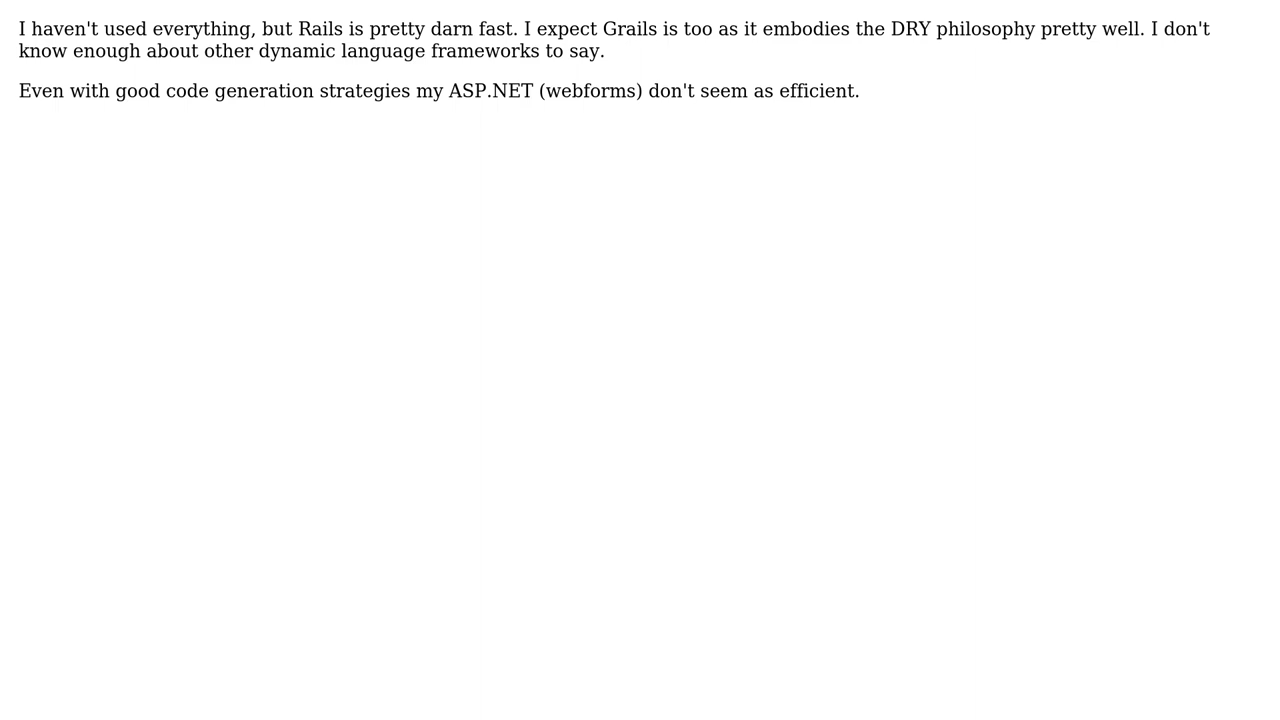 I haven't used everything, but Rails is pretty darn fast. I expect Grails is too as it embodies the DRY philosophy pretty well. I don't
know enough about other dynamic language frameworks to say.
Even with good code generation strategies my ASP.NET (webforms) don't seem as efficient.